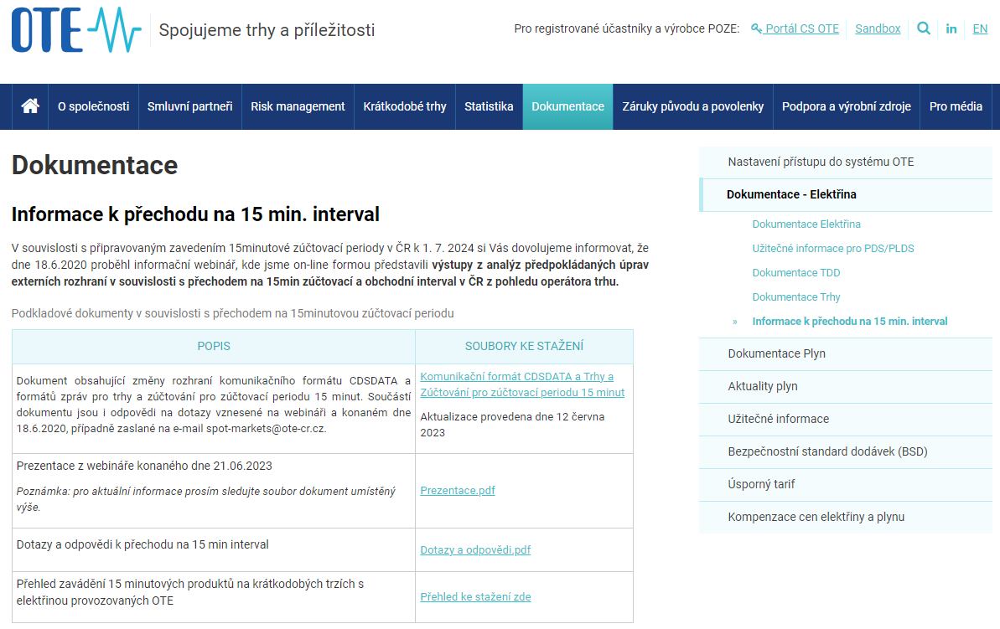 OTE
Spojujeme trhy a příležitosti
Pro registrované účastníky a výrobce POZE: Portál CS OTE Sandbox in EN
O společnosti Smluvní partneři Risk management Krátkodobé trhy Statistika Dokumentace Záruky původu a povolenky Podpora a výrobní zdroje Pro média
Dokumentace
Informace k přechodu na 15 min. interval
V souvislosti s připravovaným zavedením 15minutové zúčtovací periody v ČR k 1. 7. 2024 si Vás dovolujeme informovat, že
dne 18.6.2020 proběhl informační webinář, kde jsme on-line formou představili výstupy z analýz předpokládaných úprav
externích rozhraní v souvislosti s přechodem na 15min zúčtovací a obchodní interval v ČR z pohledu operátora trhu.
Podkladové dokumenty v souvislosti s přechodem na 15minutovou zúčtovací periodu
POPIS
SOUBORY KE STAŽENÍ
Dokument obsahující změny rozhraní komunikačního formátu CDSDATA a
formátů zpráv pro trhy a zúčtování pro zúčtovací periodu 15 minut. Součástí
dokumentu jsou i odpovědi na dotazy vznesené na webináři a konaném dne
18.6.2020, případně zaslané na e-mail spot-markets@ote-cr.cz.
Komunikační formát CDSDATA a Trhy a
Zúčtování pro zúčtovací periodu 15 minut
Aktualizace provedena dne 12 června
2023
Prezentace z webináře konaného dne 21.06.2023
Poznámka: pro aktuální informace prosím sledujte soubor dokument umístěný
výše.
Prezentace.pdf
Dotazy a odpovědi k přechodu na 15 min interval
Dotazy a odpovědi.pdf
Přehled zavádění 15 minutových produktů na krátkodobých trzích s
elektřinou provozovaných OTE
Přehled ke stažení zde
Nastavení přístupu do systému OTE
Dokumentace - Elektřina
Dokumentace Elektřina
Užitečné informace pro PDS/PLDS
Dokumentace TDD
Dokumentace Trhy
» Informace k přechodu na 15 min. interval
Dokumentace Plyn
Aktuality plyn
Užitečné informace
Bezpečnostní standard dodávek (BSD)
Úsporný tarif
Kompenzace cen elektřiny a plynu